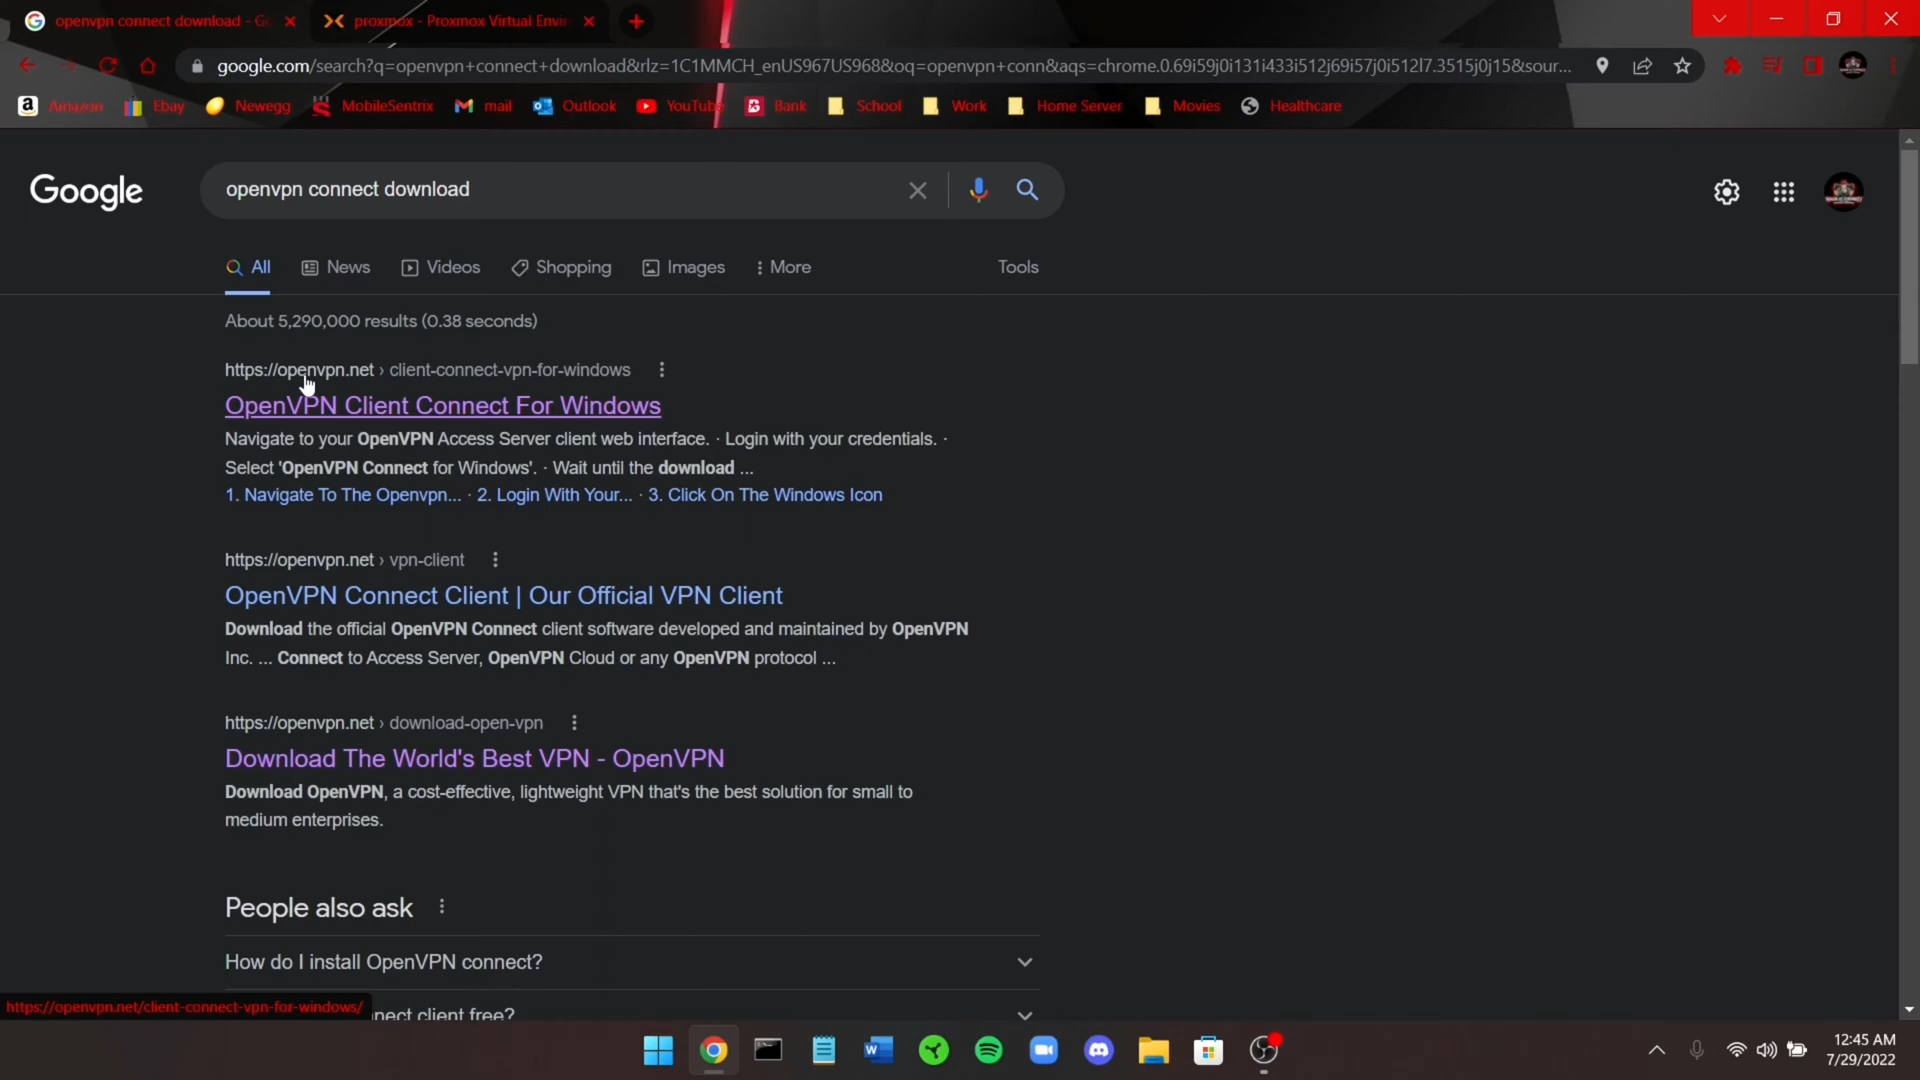 openvpn connect download - G
proxmox - Proxmox Virtual Envir
google.com/search?q=openvpn+connect+download&rlz=1C1MMCH_enUS967US968&oq=openvpn+conn&aqs=chrome.0.69i59j0i131i433i512j69i57j0i512l7.3515j0j15&sour...
Amazon Ebay Newegg MobileSentrix mail Outlook YouTube Bank School Work Home Server Movies Healthcare
Google openvpn connect download
All News Videos Shopping Images More Tools
About 5,290,000 results (0.38 seconds)
https://openvpn.net › client-connect-vpn-for-windows
OpenVPN Client Connect For Windows
Navigate to your OpenVPN Access Server client web interface. · Login with your credentials. ·
Select 'OpenVPN Connect for Windows'. · Wait until the download ...
1. Navigate To The Openvpn... · 2. Login With Your... · 3. Click On The Windows Icon
https://openvpn.net › vpn-client
OpenVPN Connect Client | Our Official VPN Client
Download the official OpenVPN Connect client software developed and maintained by OpenVPN
Inc. ... Connect to Access Server, OpenVPN Cloud or any OpenVPN protocol ...
https://openvpn.net › download-open-vpn
Download The World's Best VPN - OpenVPN
Download OpenVPN, a cost-effective, lightweight VPN that's the best solution for small to
medium enterprises.
People also ask
How do I install OpenVPN connect?
https://openvpn.net/client-connect-vpn-for-windows/
nect client free?
12:45 AM
7/29/2022